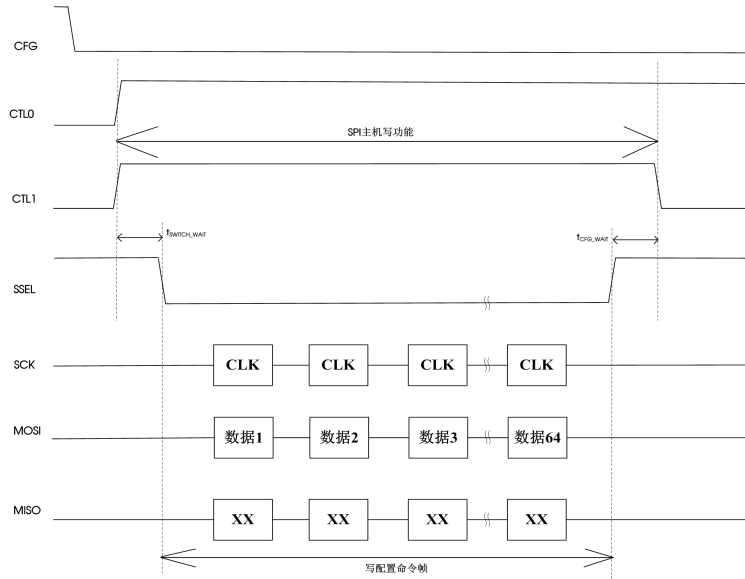 CFG
CTL0
SPI主机写功能
CTL1
tSWITCH_WAIT
tCFG_WAIT
SSEL
SCK CLK CLK CLK CLK
MOSI 数据1 数据2 数据3 数据64
MISO XX XX XX XX
写配置命令帧